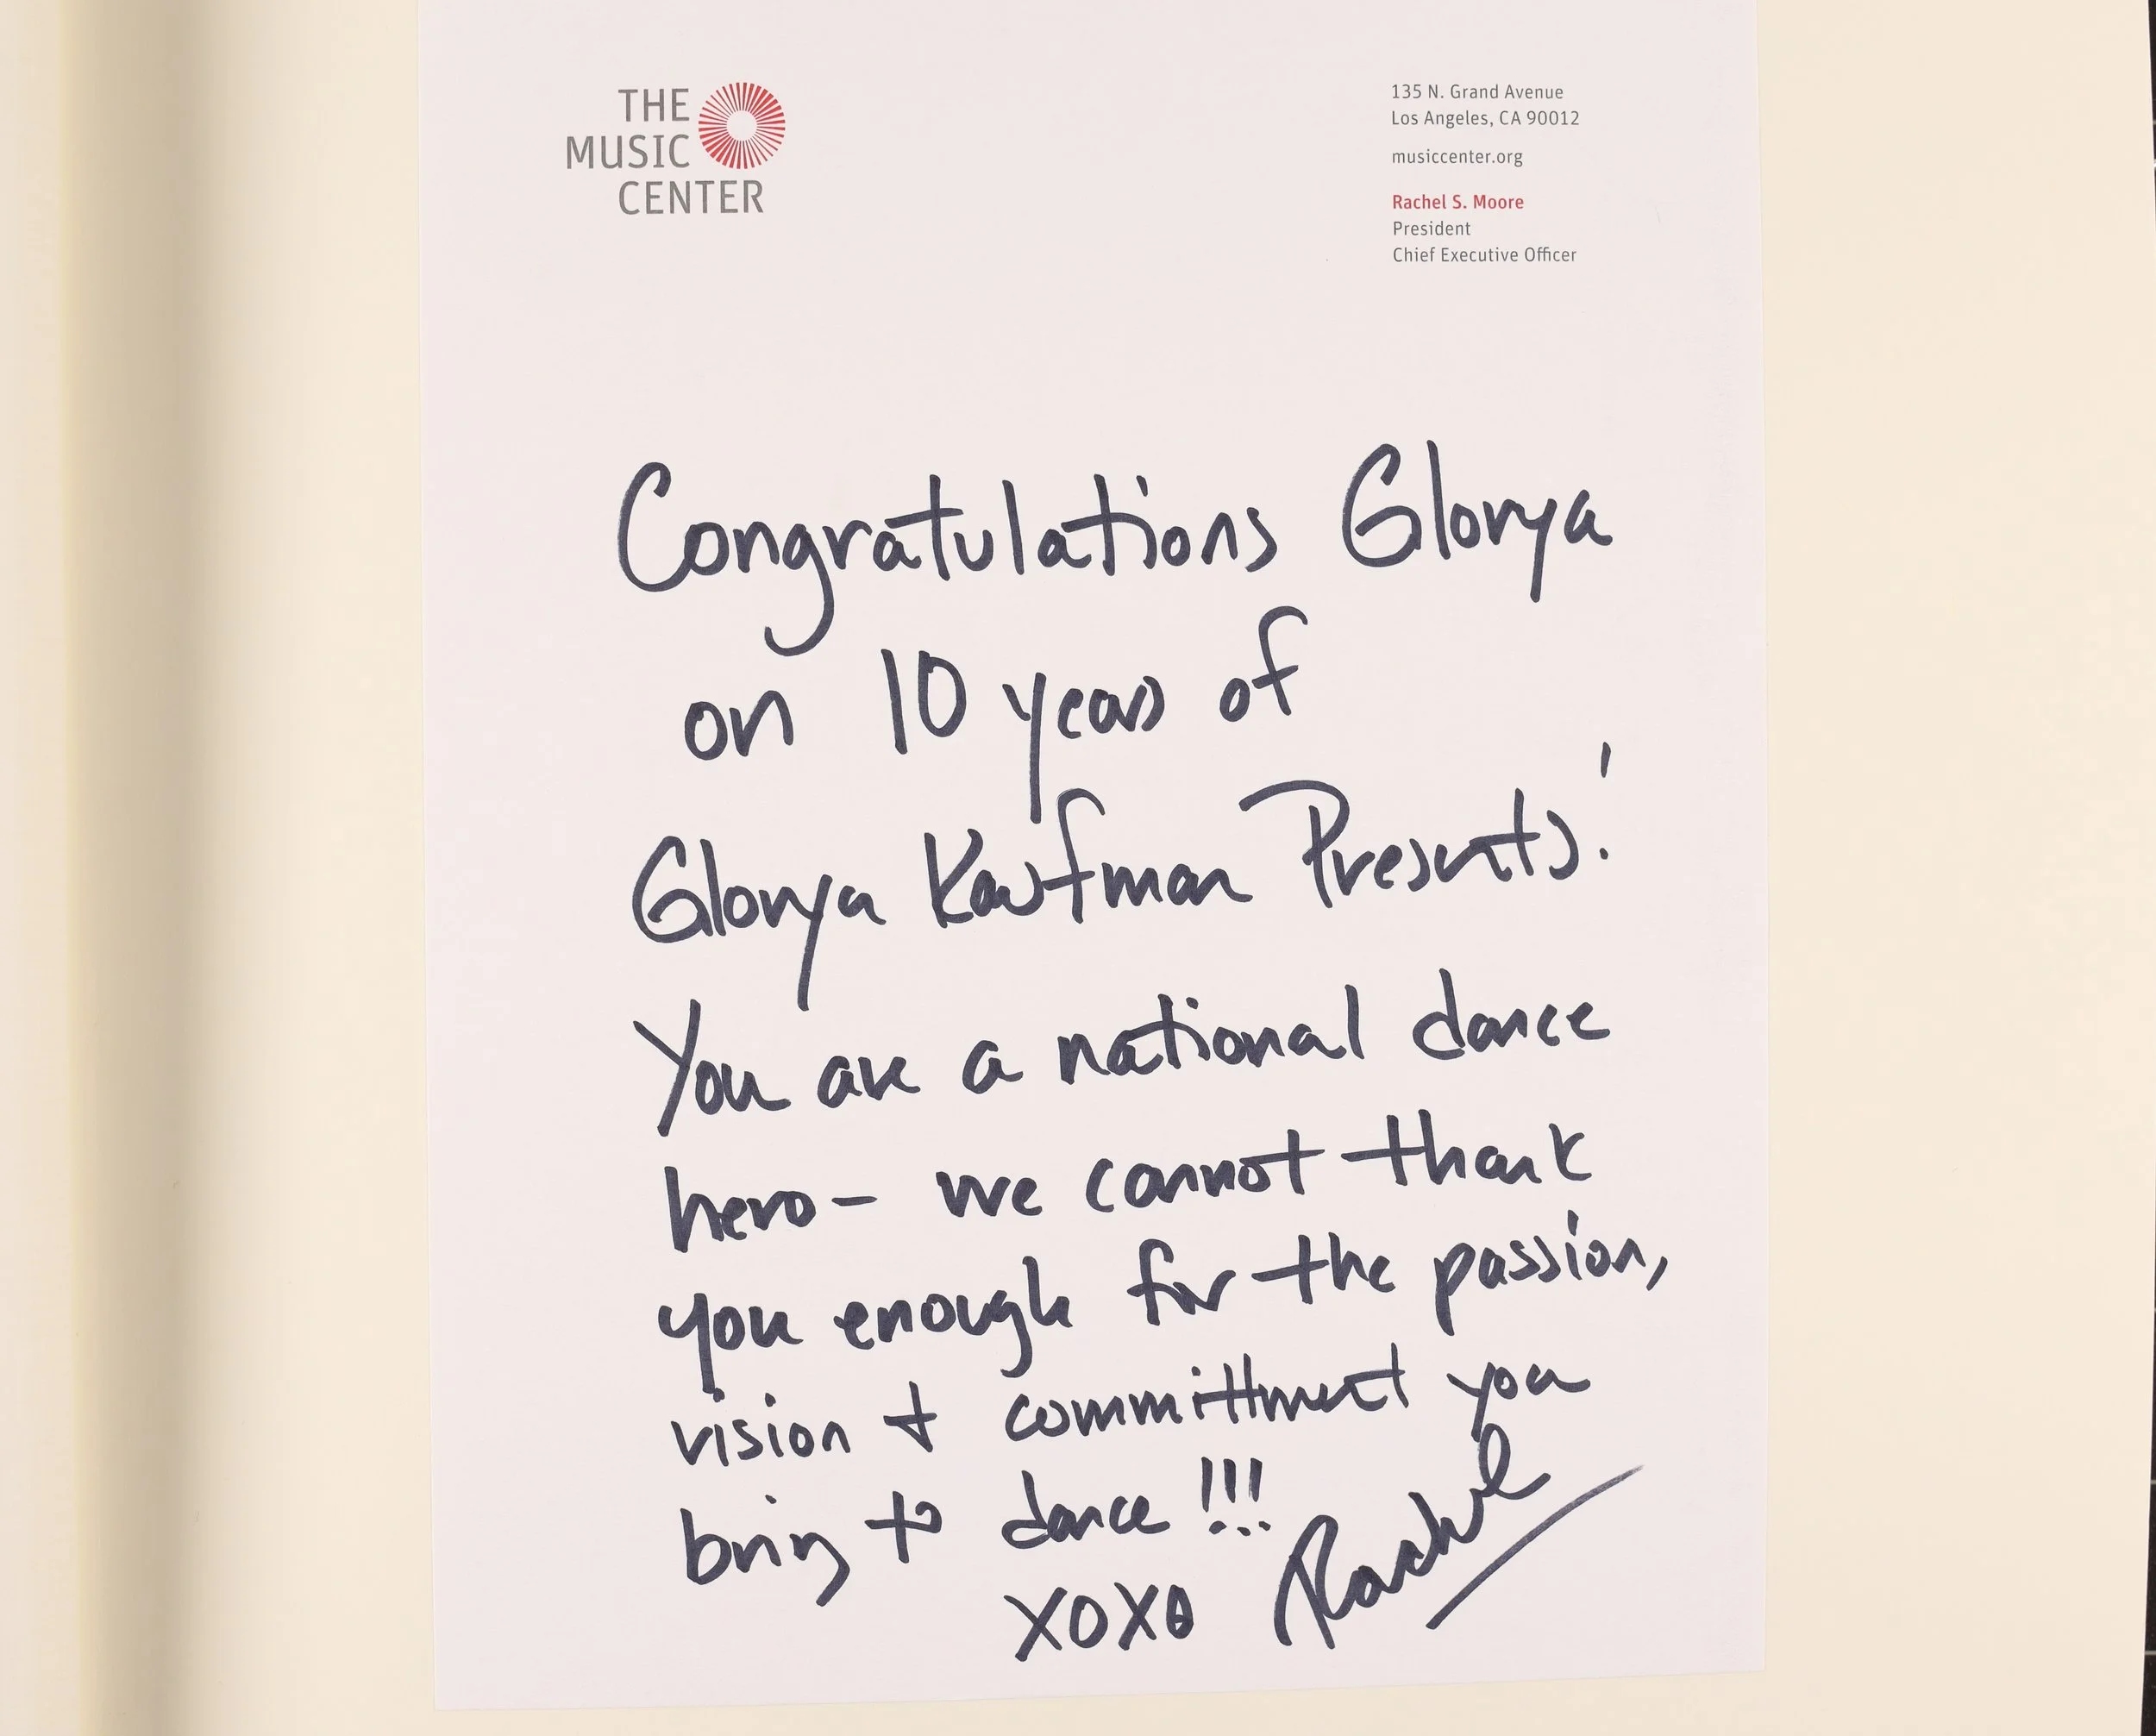 THE
MUSIC
CENTER
135 N. Grand Avenue
Los Angeles, CA 90012
musiccenter.org
Rachel S. Moore
President
Chief Executive Officer
Congratulations Glorya
on 10 years of
Glorya Kaufman Presents!
You are a national dance
hero - we cannot thank
you enough for the passion,
vision + committment you
bring to dance!!!
XOXO Rachel